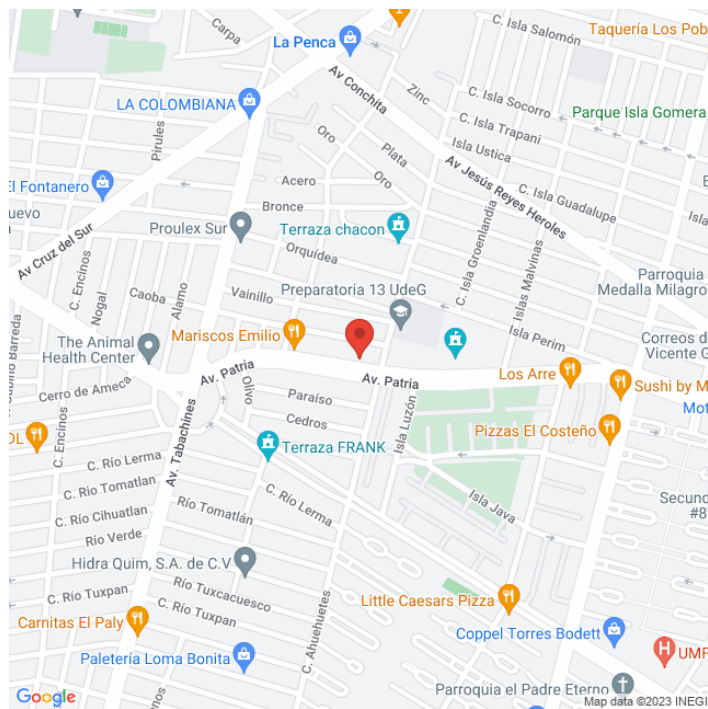 Carpa
La Penca
C. Isla Salomón
Taquería Los Pob
Av Conchita
Zinc
C. Isla Socorro
Parque Isla Gomera
LA COLOMBIANA
C. Isla Trapani
Pirules
Oro
Plata
Isla Ustica
Av Jesús Reyes Heroles
El Fontanero
Acero
Oro
C. Isla Guadalupe
uevo
Bronce
Proulex Sur
Terraza chacon
Av Cruz del Sur
Orquídea
C. Isla Groenlandia
Islas Malvinas
C. Encinos
Nogal
Caoba
Alamo
Vainillo
Preparatoria 13 UdeG
Parroquia
Medalla Milagro
Isla Perim
Mariscos Emilio
The Animal
Health Center
Correos d
Vicente G
Barreda
Av. Patria
Av. Patria
Los Arre
Sushi by M
Cerro de Ameca
Olivo
Paraíso
Mot
Cedros
Isla Luzón
Pizzas El Costeño
OL
C. Encinos
Av. Tabachines
Terraza FRANK
C. Río Lerma
C. Río Tomatlan
C. Río Lerma
Isla Java
Secund
#8
C. Río Cihuatlan
Río Tomatlán
Río Verde
Hidra Quim, S.A. de C.V
C. Río Tuxpan
Río Tuxcacuesco
C. Río Tuxpan
Little Caesars Pizza
Carnitas El Paly
C. Ahuehuetes
Coppel Torres Bodett
Paletería Loma Bonita
UMF
Parroquia el Padre Eterno
nos
Google
Map data ©2023 INEGI